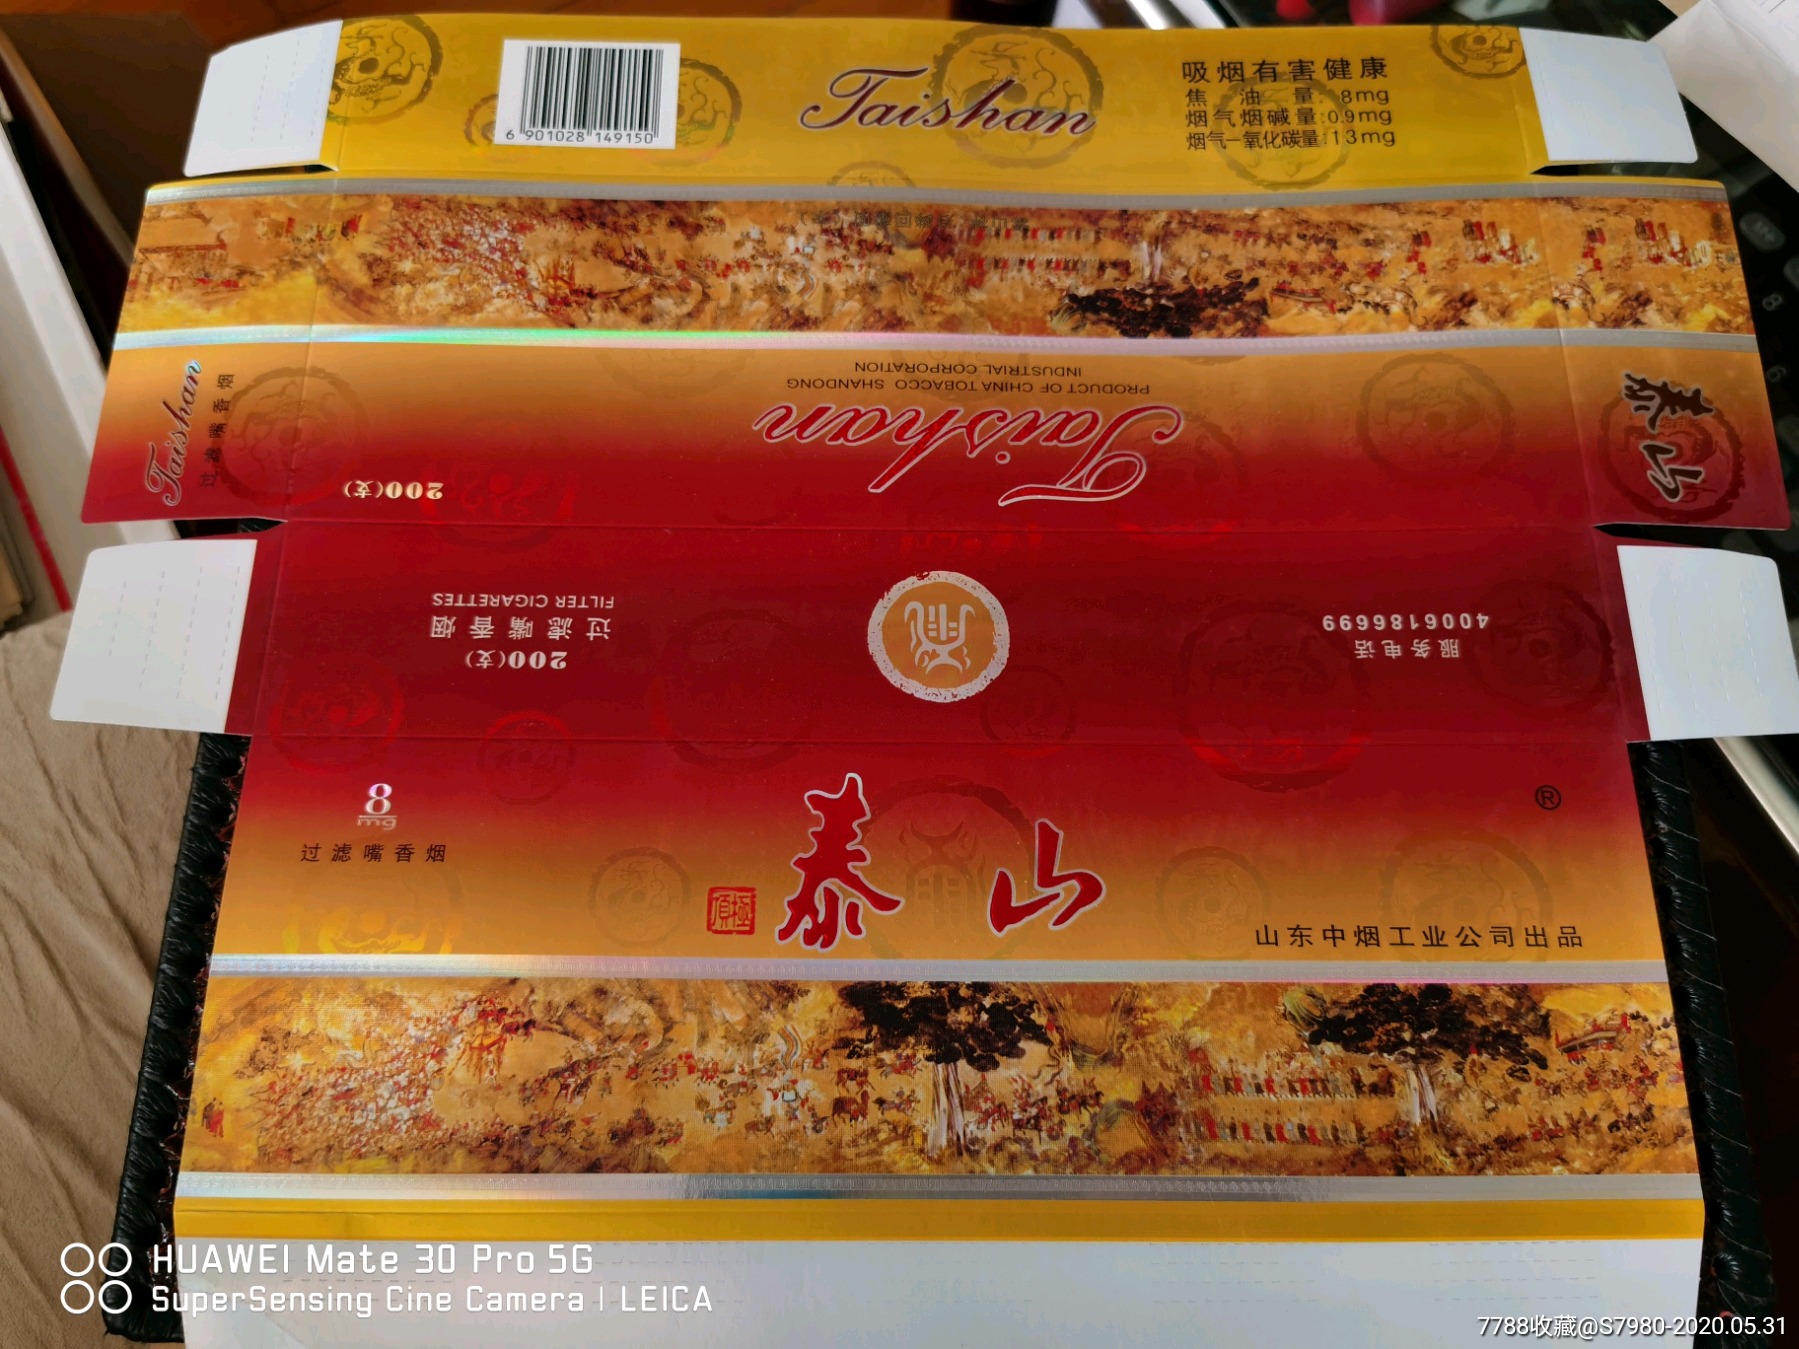 6 901028 149150
Taishan
吸烟有害健康
焦油量:8mg
烟气烟碱量:0.9mg
烟气一氧化碳量:13mg
Taishan
过滤嘴香烟
PRODUCT OF CHINA TOBACCO SHANDONG
INDUSTRIAL CORPORATION
Taishan
200(支)
泰山
200(支)
过滤嘴香烟
FILTER CIGARETTES
服务电话
4006186699
8
mg
过滤嘴香烟
泰山
極頂
®
山东中烟工业公司出品
HUAWEI Mate 30 Pro 5G
SuperSensing Cine Camera | LEICA
7788收藏@S7980-2020.05.31